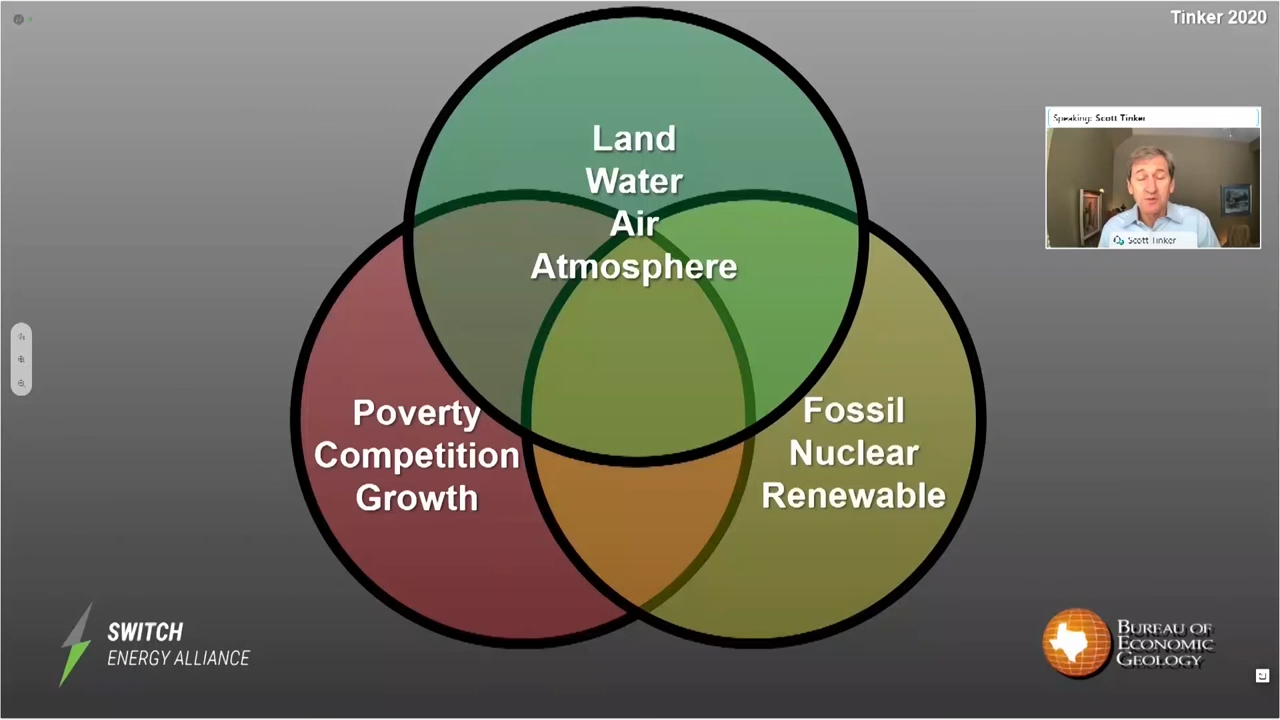 Tinker 2020
Speaking: Scott Tinker
Scott Tinker
Land
Water
Air
Atmosphere
Poverty
Competition
Growth
Fossil
Nuclear
Renewable
SWITCH
ENERGY ALLIANCE
BUREAU OF
ECONOMIC
GEOLOGY